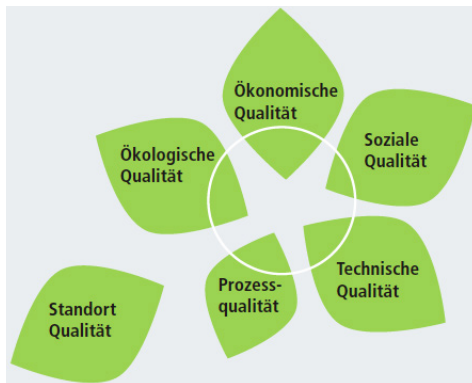 Ökonomische
Qualität
Soziale
Qualität
Ökologische
Qualität
Technische
Qualität
Prozess-
qualität
Standort
Qualität